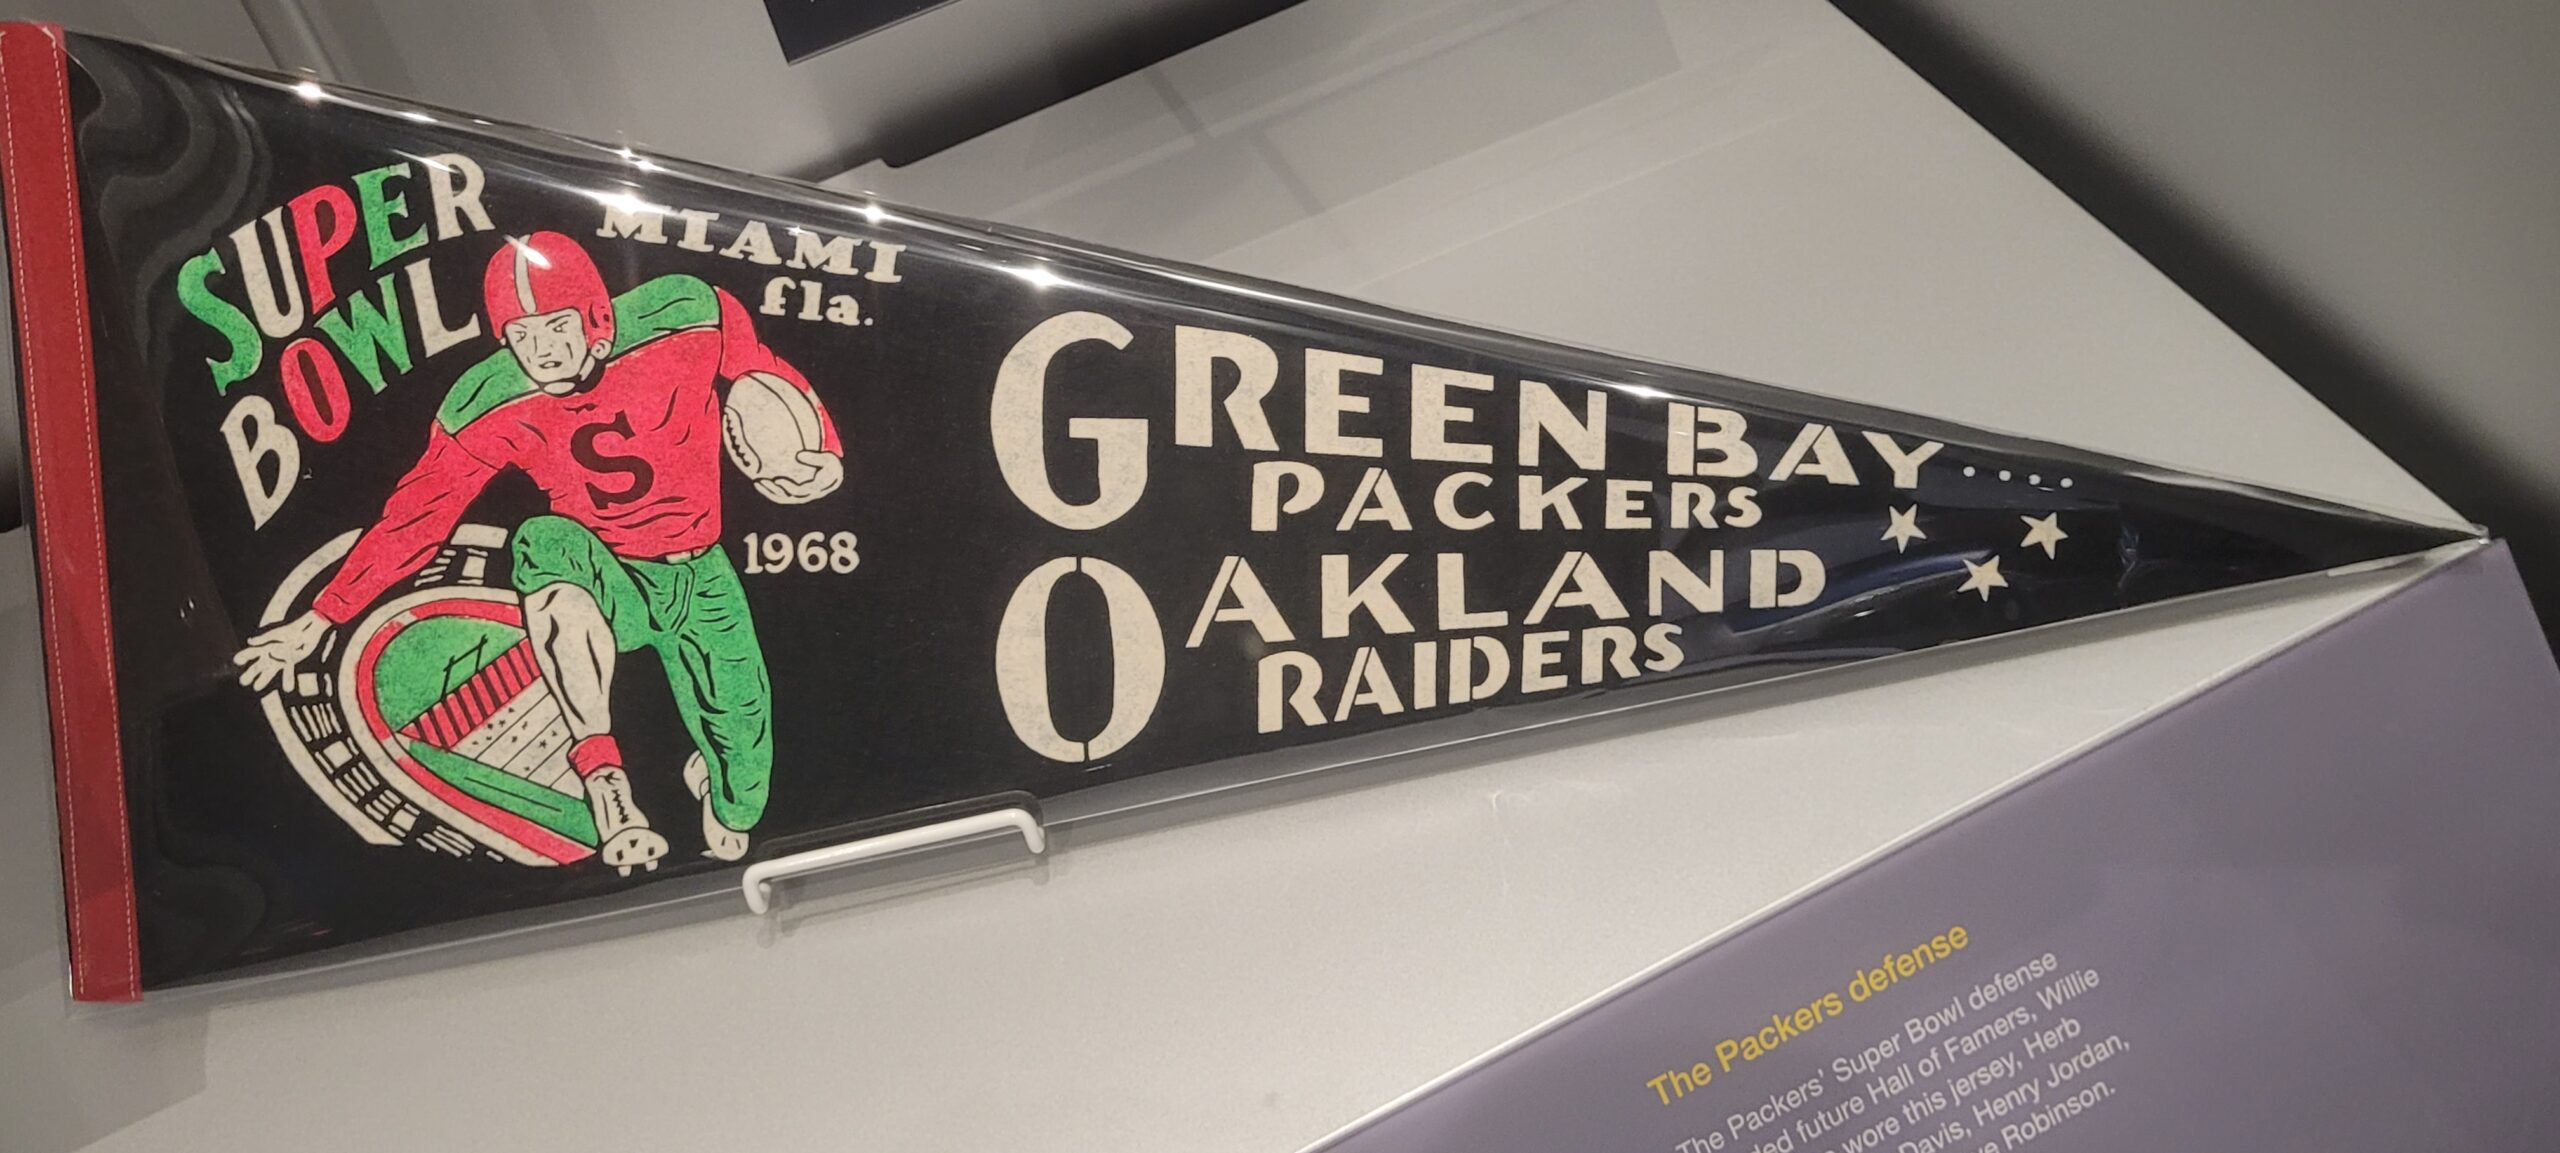 SUPER
BOWL
MIAMI
fla.
S
1968
GREEN BAY....
PACKERS
OAKLAND
RAIDERS
The Packers defense
The Packers' Super Bowl defense
future Hall of Famers, Willie
wore this jersey, Herb
Davis, Henry Jordan,
Robinson.